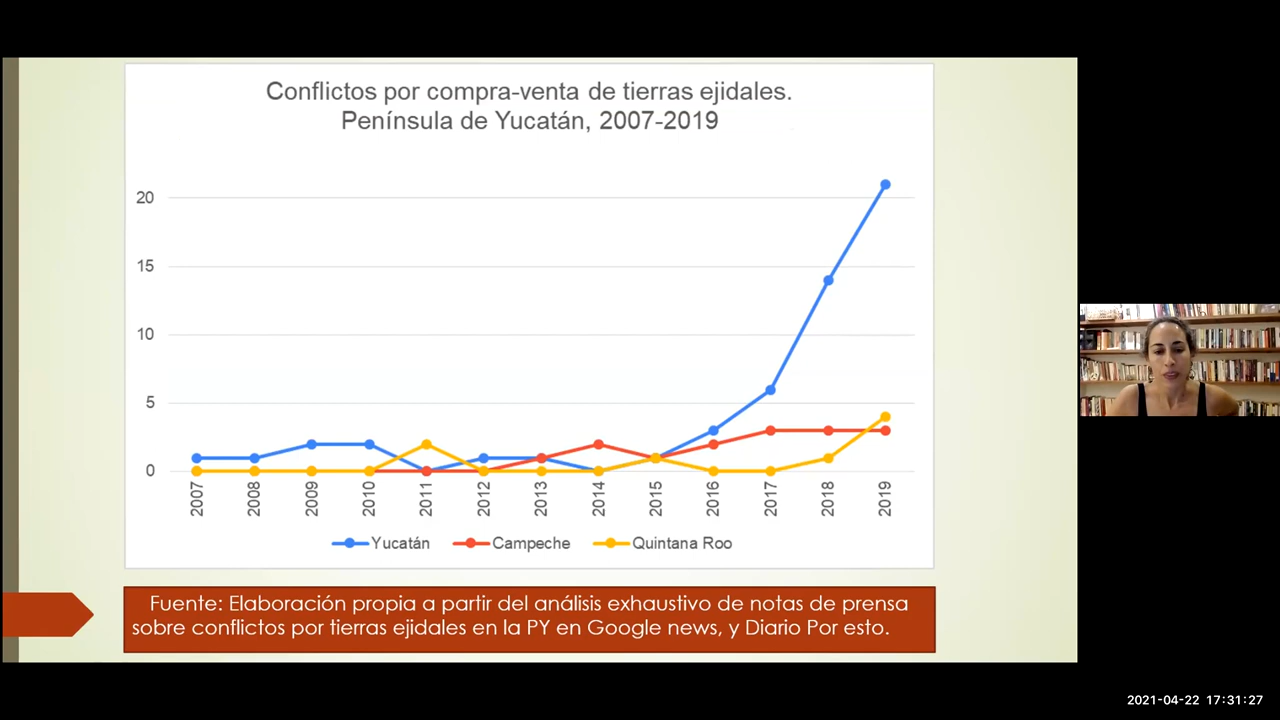 Conflictos por compra-venta de tierras ejidales.
Península de Yucatán, 2007-2019
20
15
10
5
0
2007 2008 2009 2010 2011 2012 2013 2014 2015 2016 2017 2018 2019
Yucatán Campeche Quintana Roo
Fuente: Elaboración propia a partir del análisis exhaustivo de notas de prensa
sobre conflictos por tierras ejidales en la PY en Google news, y Diario Por esto.
2021-04-22 17:31:27